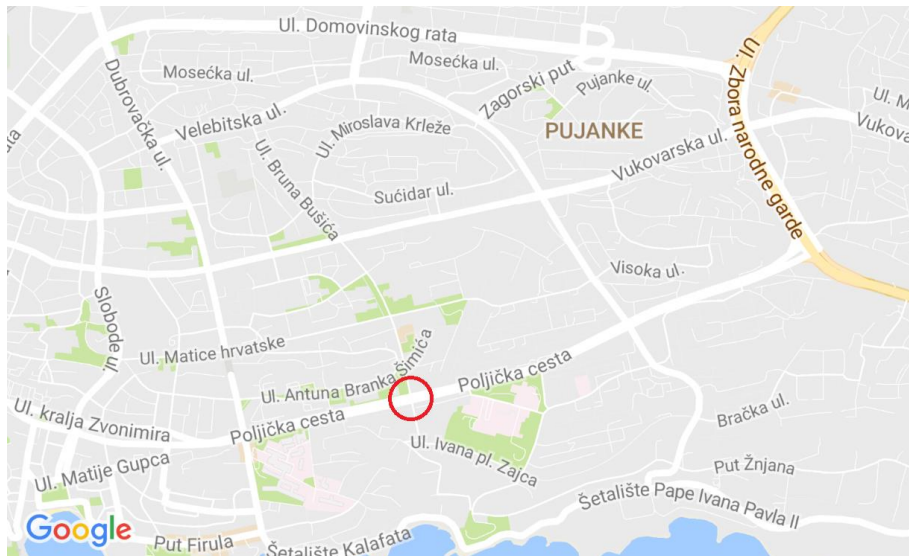 Ul. Domovinskog rata
Mosećka ul.
Mosećka ul.
Dubrovačka ul.
Zagorski put
Pujanke ul.
Ul. Zbora narodne garde
Ul. M
Velebitska ul.
Ul. Miroslava Krleže
PUJANKE
Vukovarska ul.
Vukova
ata
Ul. Bruna Bušića
Sućidar ul.
Visoka ul.
Slobode ul.
Ul. Matice hrvatske
Ul. Antuna Branka Šimića
Poljička cesta
Ul. kralja Zvonimira
Poljička cesta
Bračka ul.
Ul. Ivana pl. Zajca
Ul. Matije Gupca
Put Žnjana
Šetalište Pape Ivana Pavla II
Google
Put Firula
Šetalište Kalafata